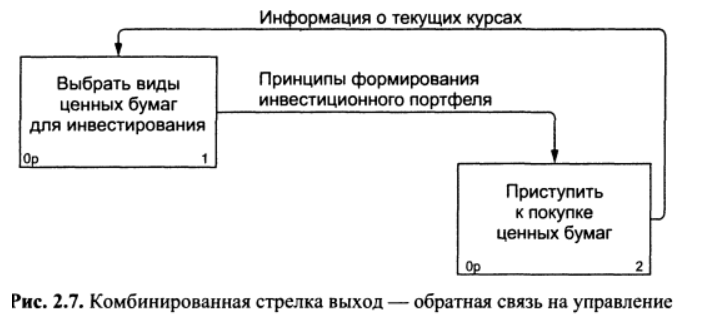 Информация о текущих курсах
Выбрать виды
ценных бумаг
для инвестирования
0р 1
Принципы формирования
инвестиционного портфеля
Приступить
к покупке
ценных бумаг
0р 2
Рис. 2.7. Комбинированная стрелка выход — обратная связь на управление